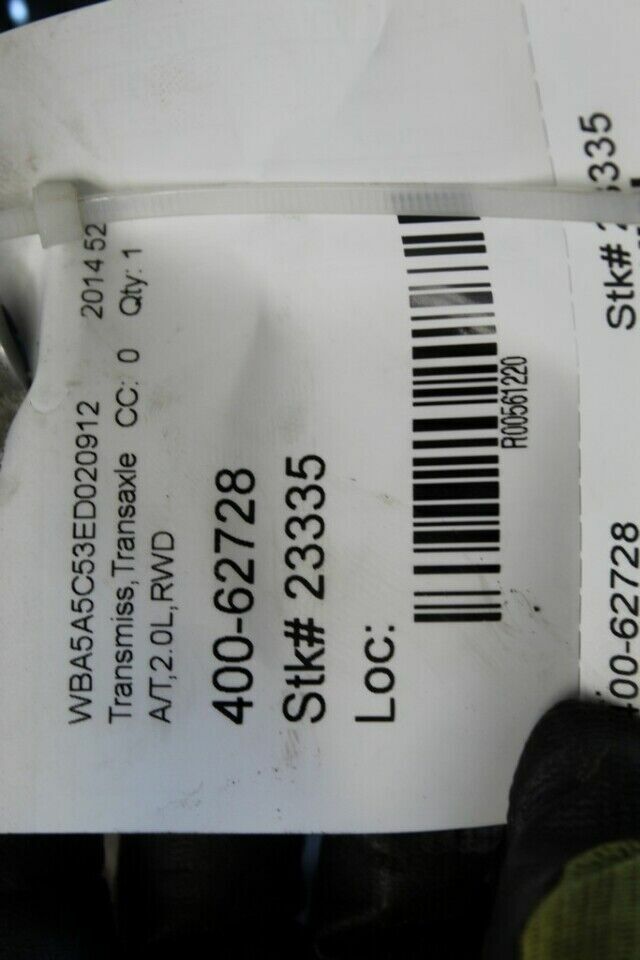 WBA5A5C53ED020912 2014 52
Transmiss,Transaxle CC: 0 Qty: 1
A/T,2.0L,RWD
400-62728
Stk# 23335
Loc:
R00561220
400-62728 Stk# 23335